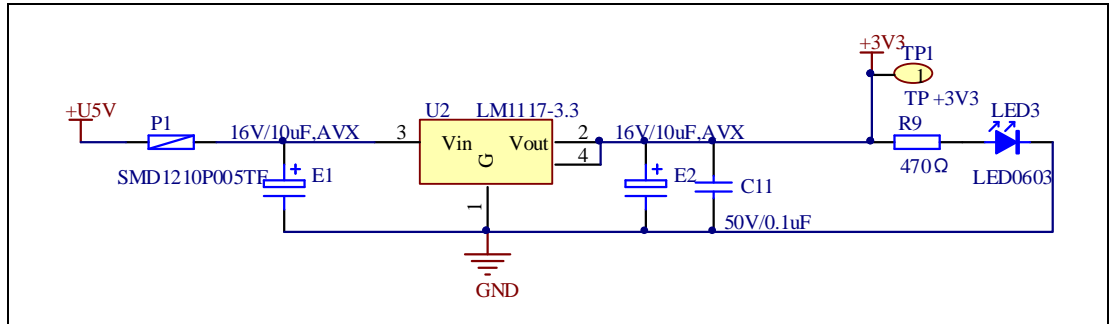 +3V3
TP1
1
TP +3V3
+U5V
P1
16V/10uF,AVX
SMD1210P005TF
E1
U2
LM1117-3.3
3
Vin
Vout
G
2
4
1
16V/10uF,AVX
E2
C11
50V/0.1uF
R9
470Ω
LED3
LED0603
GND